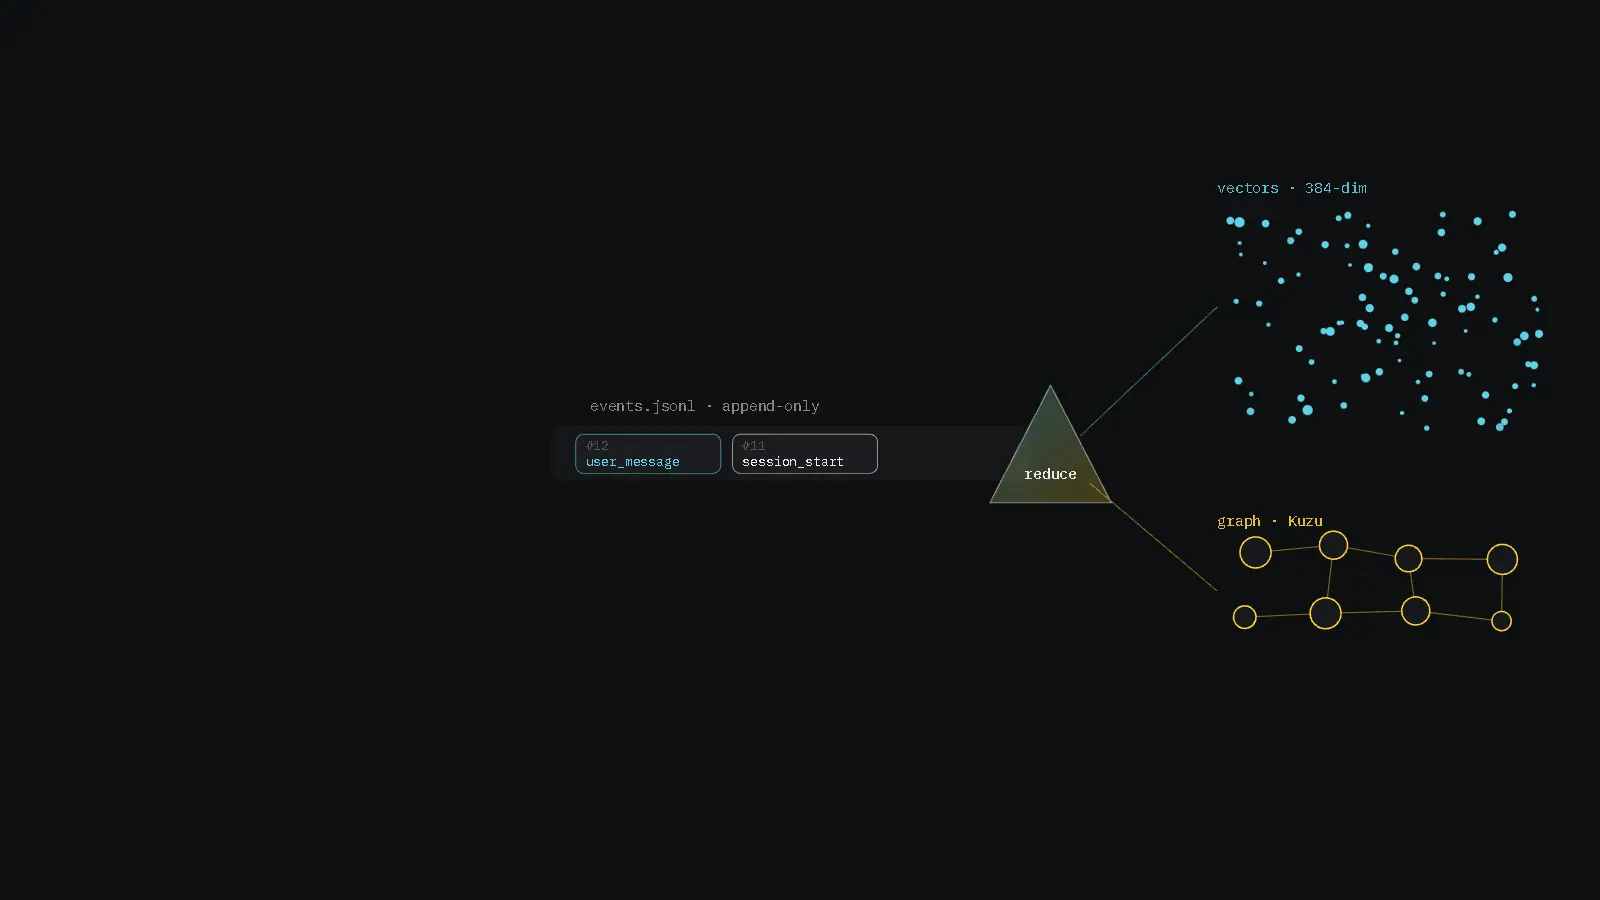 vectors · 384-dim
events.jsonl · append-only
#12
user_message
#11
session_start
reduce
graph · Kuzu